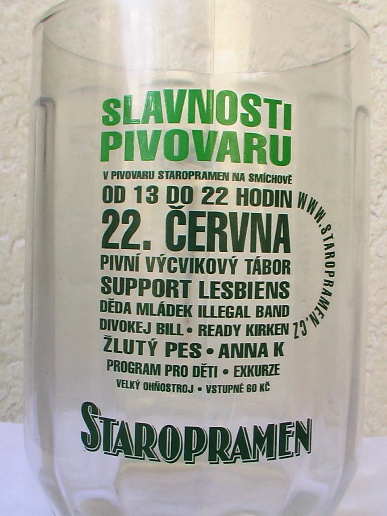 SLAVNOSTI
PIVOVARU
V PIVOVARU STAROPRAMEN NA SMÍCHOVĚ
OD 13 DO 22 HODIN
22. ČERVNA
PIVNÍ VÝCVIKOVÝ TÁBOR
SUPPORT LESBIENS
DĚDA MLÁDEK ILLEGAL BAND
DIVOKEJ BILL • READY KIRKEN
ŽLUTÝ PES • ANNA K
PROGRAM PRO DĚTI • EXKURZE
VELKÝ OHŇOSTROJ • VSTUPNÉ 60 KČ
WWW.STAROPRAMEN.CZ
STAROPRAMEN